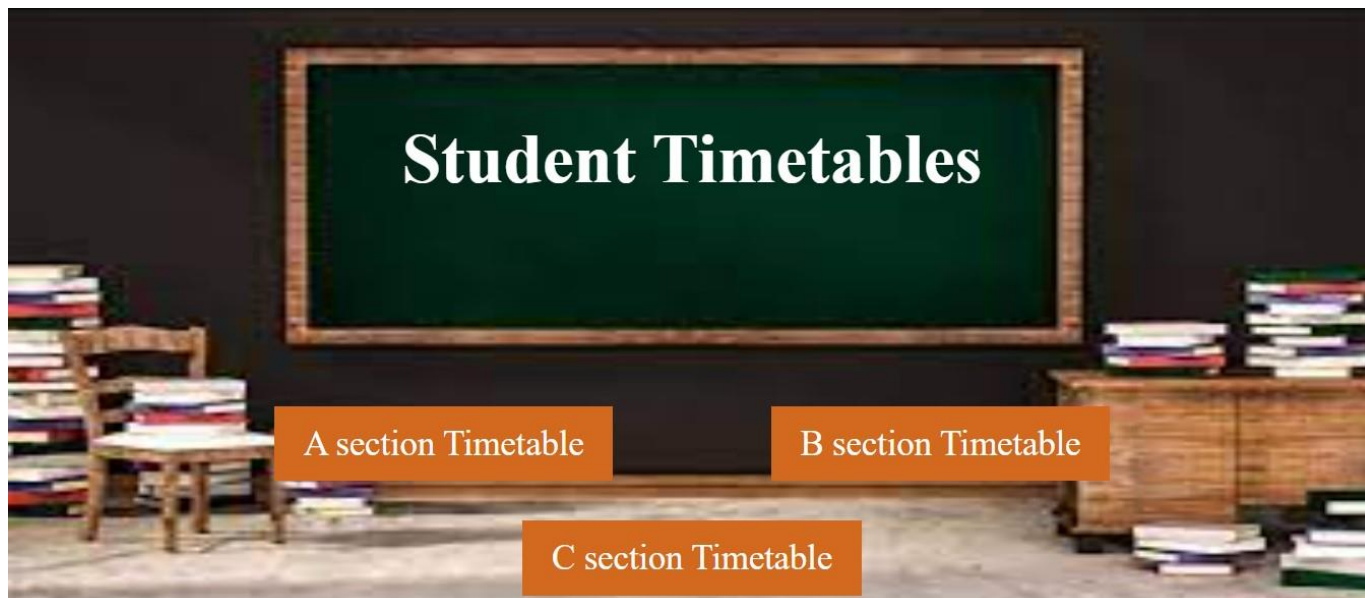 Student Timetables
A section Timetable
B section Timetable
C section Timetable